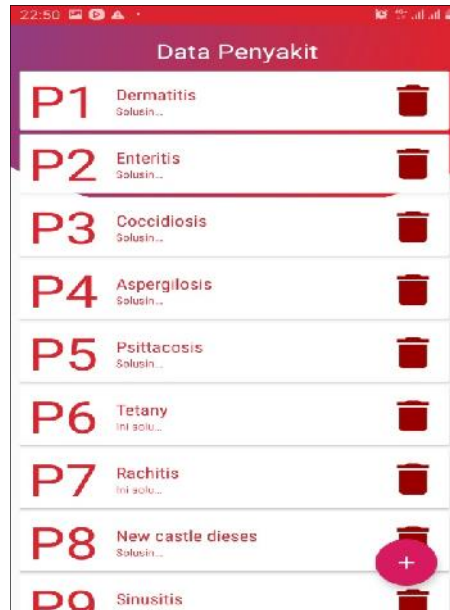 22:50
Data Penyakit
P1
Dermatitis
Solusin...
P2
Enteritis
Solusin...
P3
Coccidiosis
Solusin...
P4
Aspergilosis
Solusin...
P5
Psittacosis
Solusin...
P6
Tetany
Ini solu...
P7
Rachitis
Ini solu...
P8
New castle dieses
Solusin...
+
P9
Sinusitis